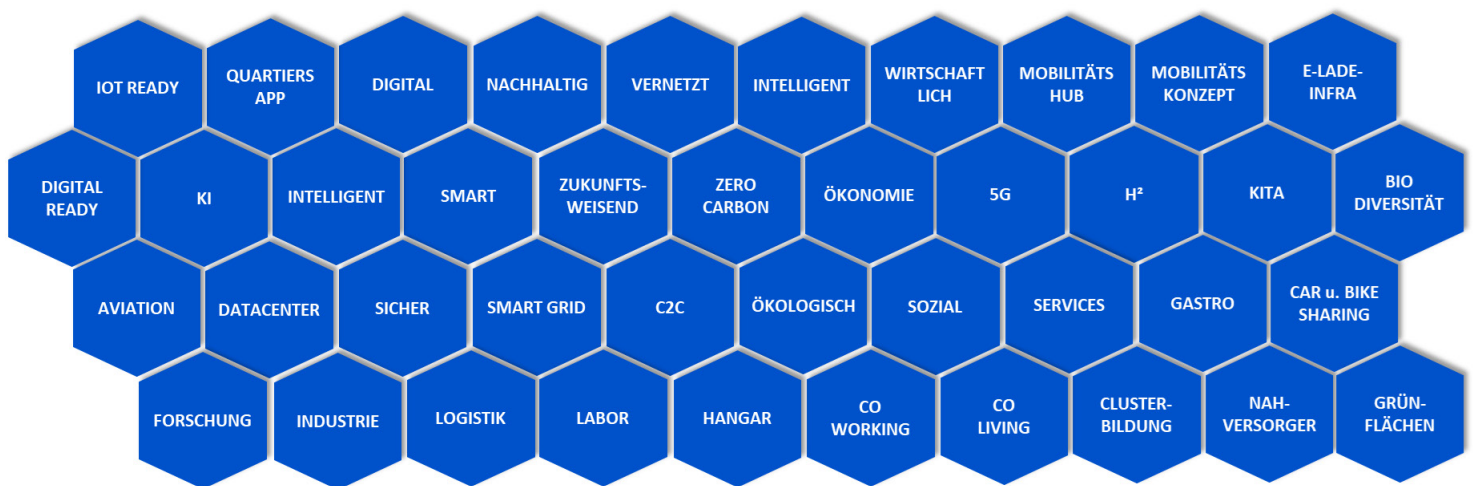 IOT READY
QUARTIERS
APP
DIGITAL
NACHHALTIG
VERNETZT
INTELLIGENT
WIRTSCHAFT
LICH
MOBILITÄTS
HUB
MOBILITÄTS
KONZEPT
E-LADE-
INFRA
DIGITAL
READY
KI
INTELLIGENT
SMART
ZUKUNFTS-
WEISEND
ZERO
CARBON
ÖKONOMIE
5G
H²
KITA
BIO
DIVERSITÄT
AVIATION
DATACENTER
SICHER
SMART GRID
C2C
ÖKOLOGISCH
SOZIAL
SERVICES
GASTRO
CAR u. BIKE
SHARING
FORSCHUNG
INDUSTRIE
LOGISTIK
LABOR
HANGAR
CO
WORKING
CO
LIVING
CLUSTER-
BILDUNG
NAH-
VERSORGER
GRÜN-
FLÄCHEN